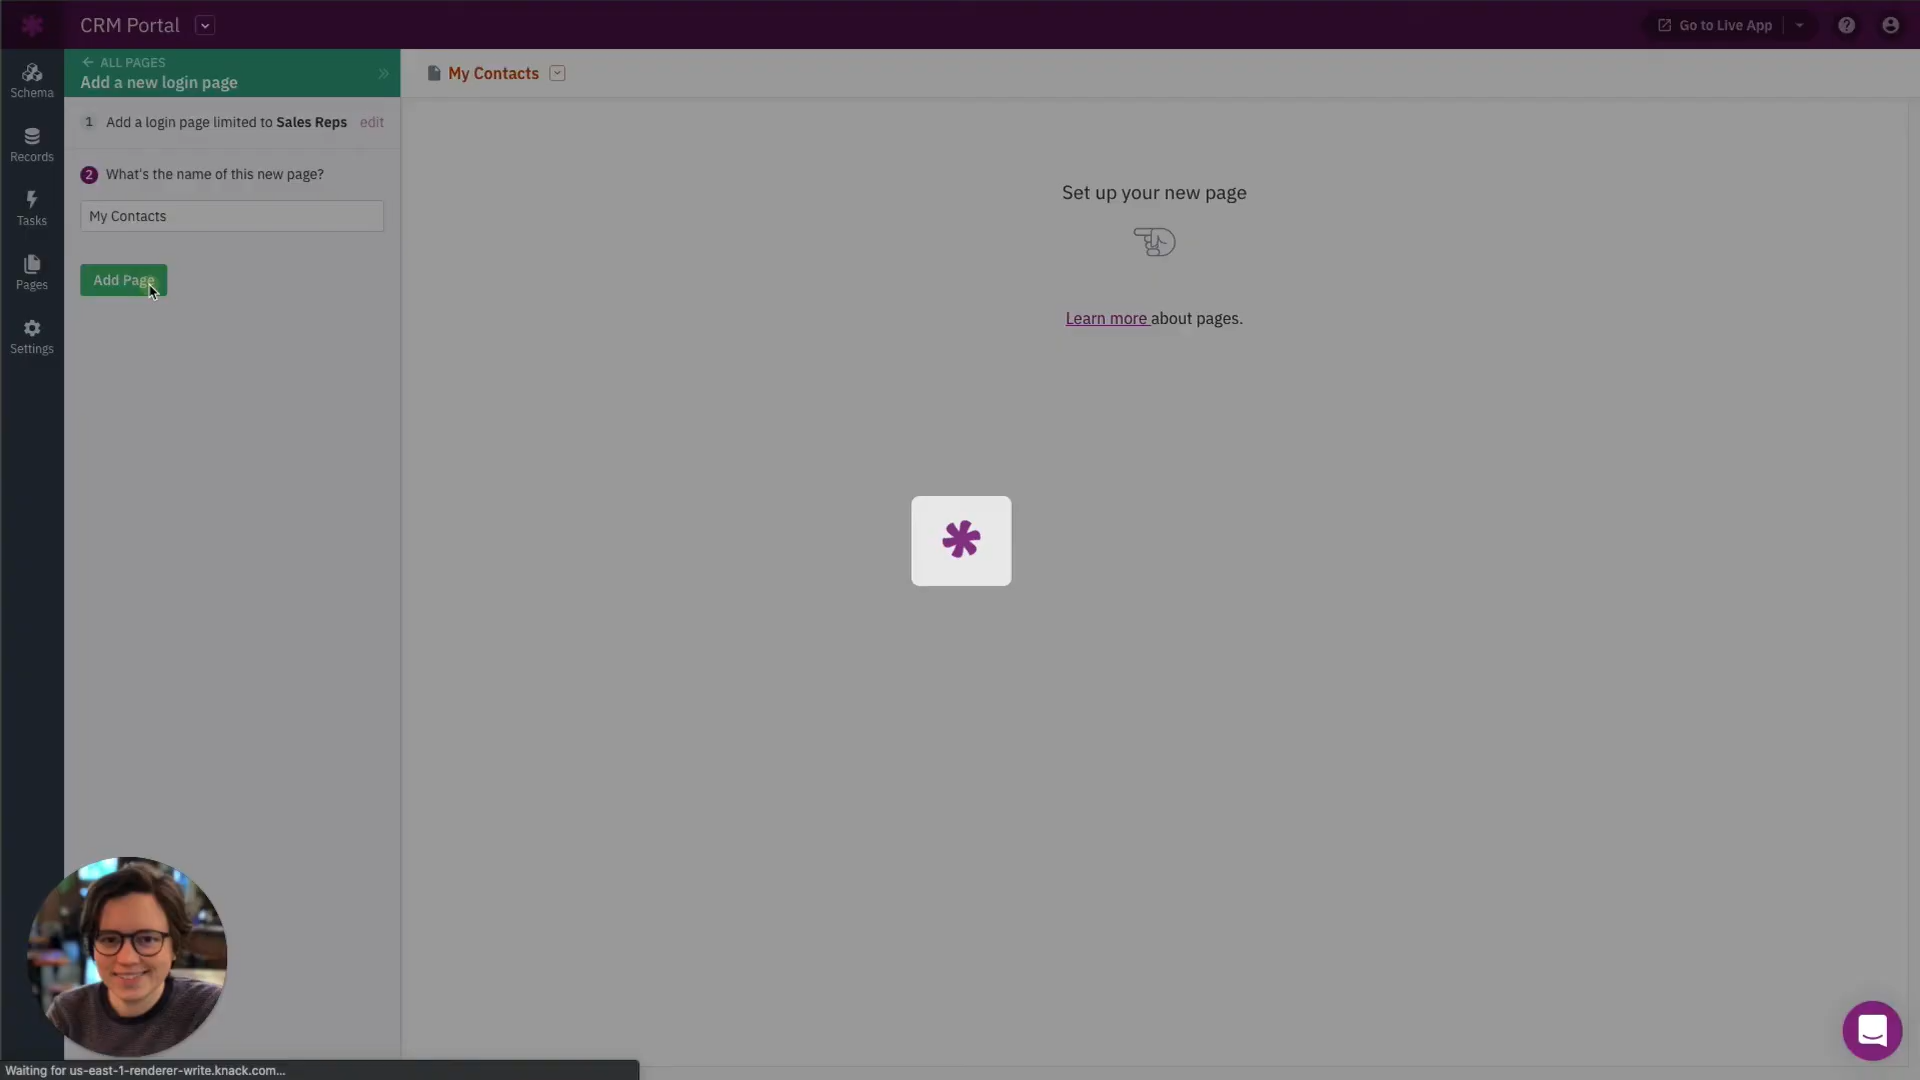 CRM Portal
Go to Live App
ALL PAGES
Add a new login page
My Contacts
Schema
Records
Tasks
Pages
Settings
1 Add a login page limited to Sales Reps edit
2 What's the name of this new page?
My Contacts
Add Page
Set up your new page
Learn more about pages.
Waiting for us-east-1-renderer-write.knack.com...